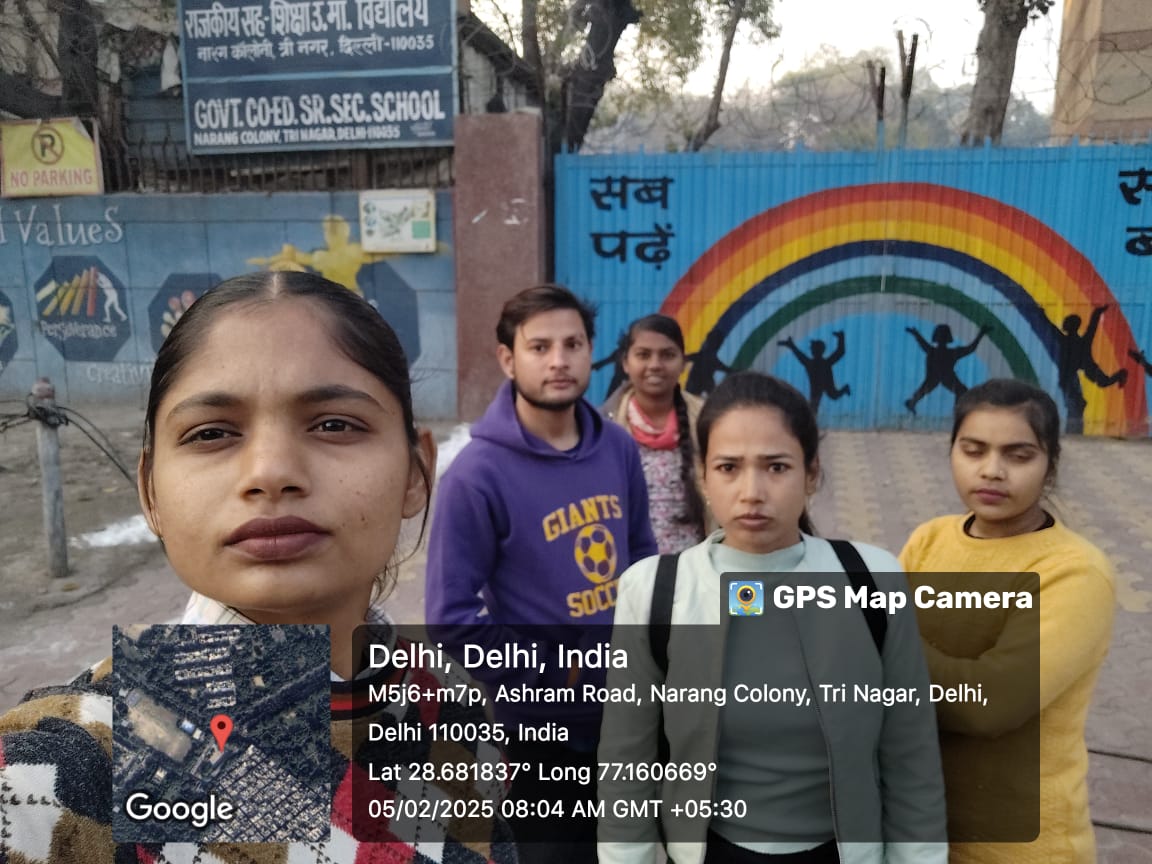 राजकीय सह-शिक्षा उ.मा. विद्यालय
नारंग कॉलोनी, त्री नगर, दिल्ली-110035
GOVT. CO-ED. SR. SEC. SCHOOL
NARANG COLONY, TRI NAGAR, DELHI-110035
NO PARKING
Values
Perseverance
सब
पढ़ें
GIANTS
GPS Map Camera
Delhi, Delhi, India
M5j6+m7p, Ashram Road, Narang Colony, Tri Nagar, Delhi,
Delhi 110035, India
Lat 28.681837° Long 77.160669°
05/02/2025 08:04 AM GMT +05:30
Google